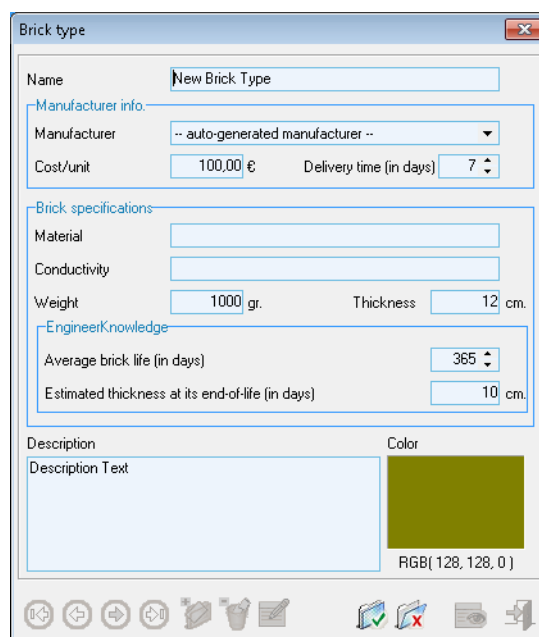 Brick type
Name New Brick Type
Manufacturer info.
Manufacturer -- auto-generated manufacturer --
Cost/unit 100,00 € Delivery time (in days) 7
Brick specifications
Material
Conductivity
Weight 1000 gr. Thickness 12 cm.
EngineerKnowledge
Average brick life (in days) 365
Estimated thickness at its end-of-life (in days) 10 cm.
Description Color
Description Text
RGB( 128, 128, 0 )